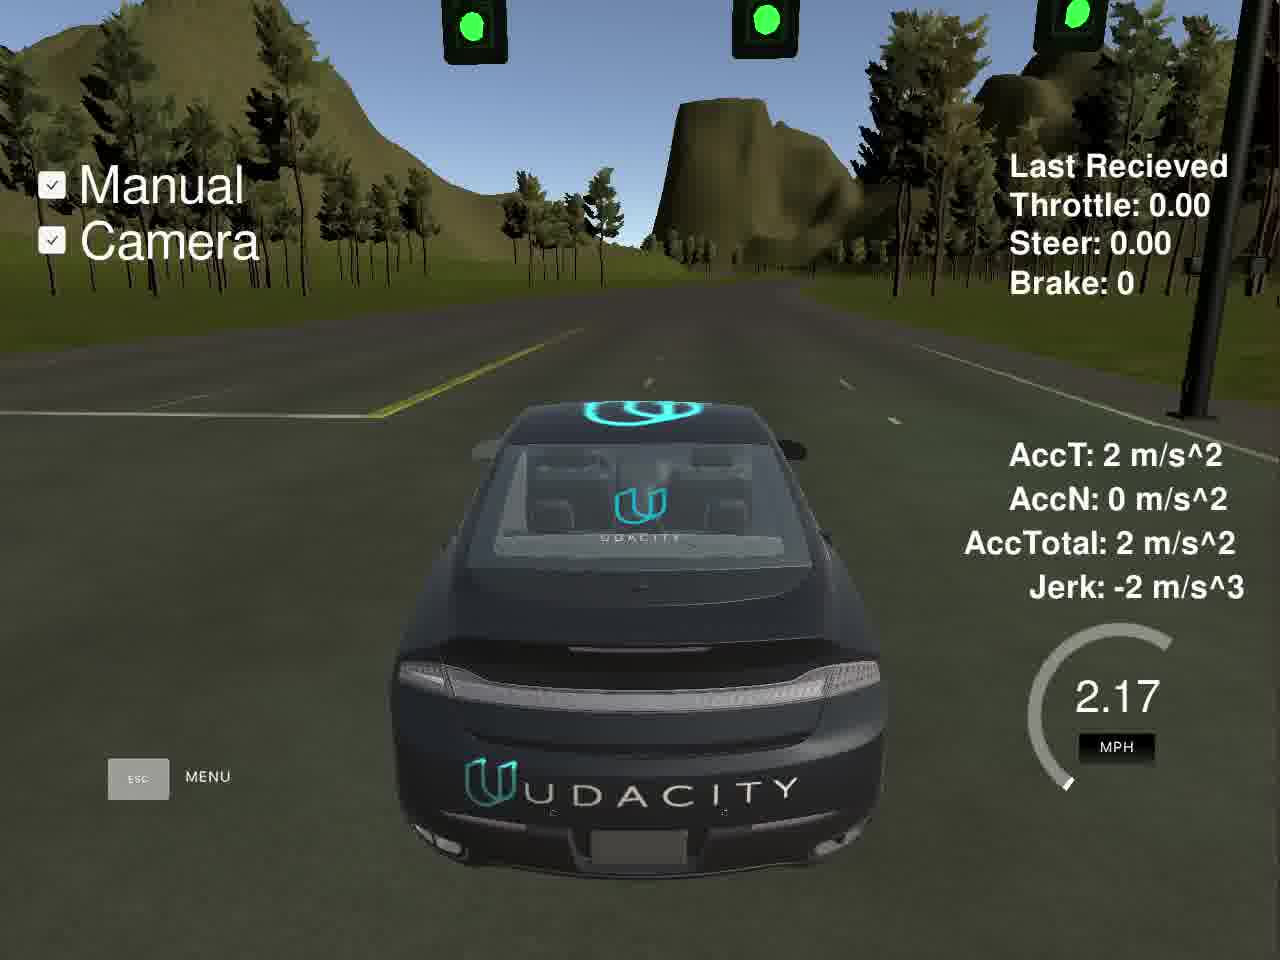 Manual
Camera
Last Recieved
Throttle: 0.00
Steer: 0.00
Brake: 0
AccT: 2 m/s^2
AccN: 0 m/s^2
AccTotal: 2 m/s^2
Jerk: -2 m/s^3
2.17
MPH
UDACITY
ESC
MENU
UDACITY